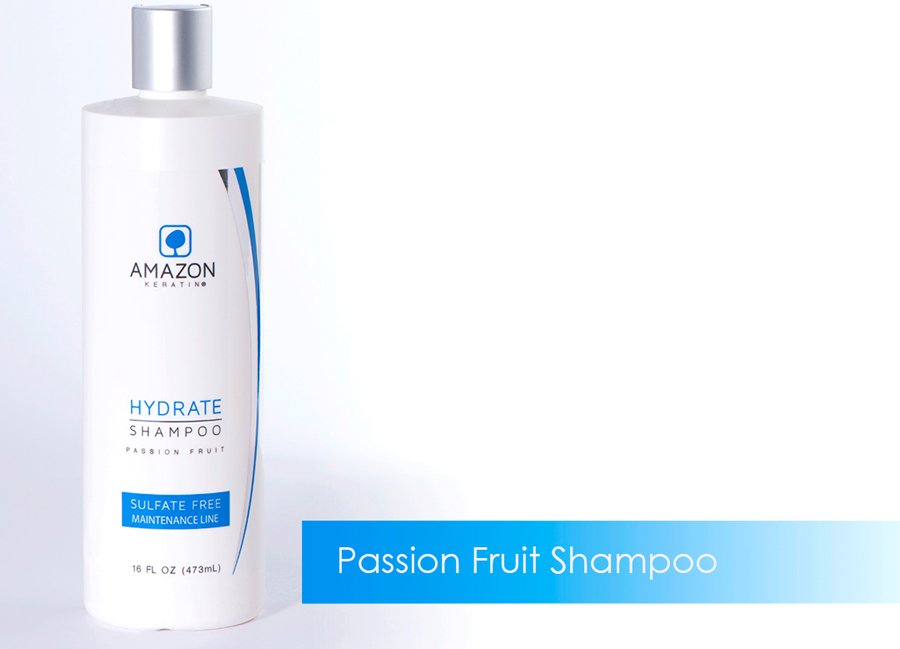 AMAZON
KERATIN®
HYDRATE
SHAMPOO
PASSION FRUIT
SULFATE FREE
MAINTENANCE LINE
16 FL OZ (473mL)
Passion Fruit Shampoo